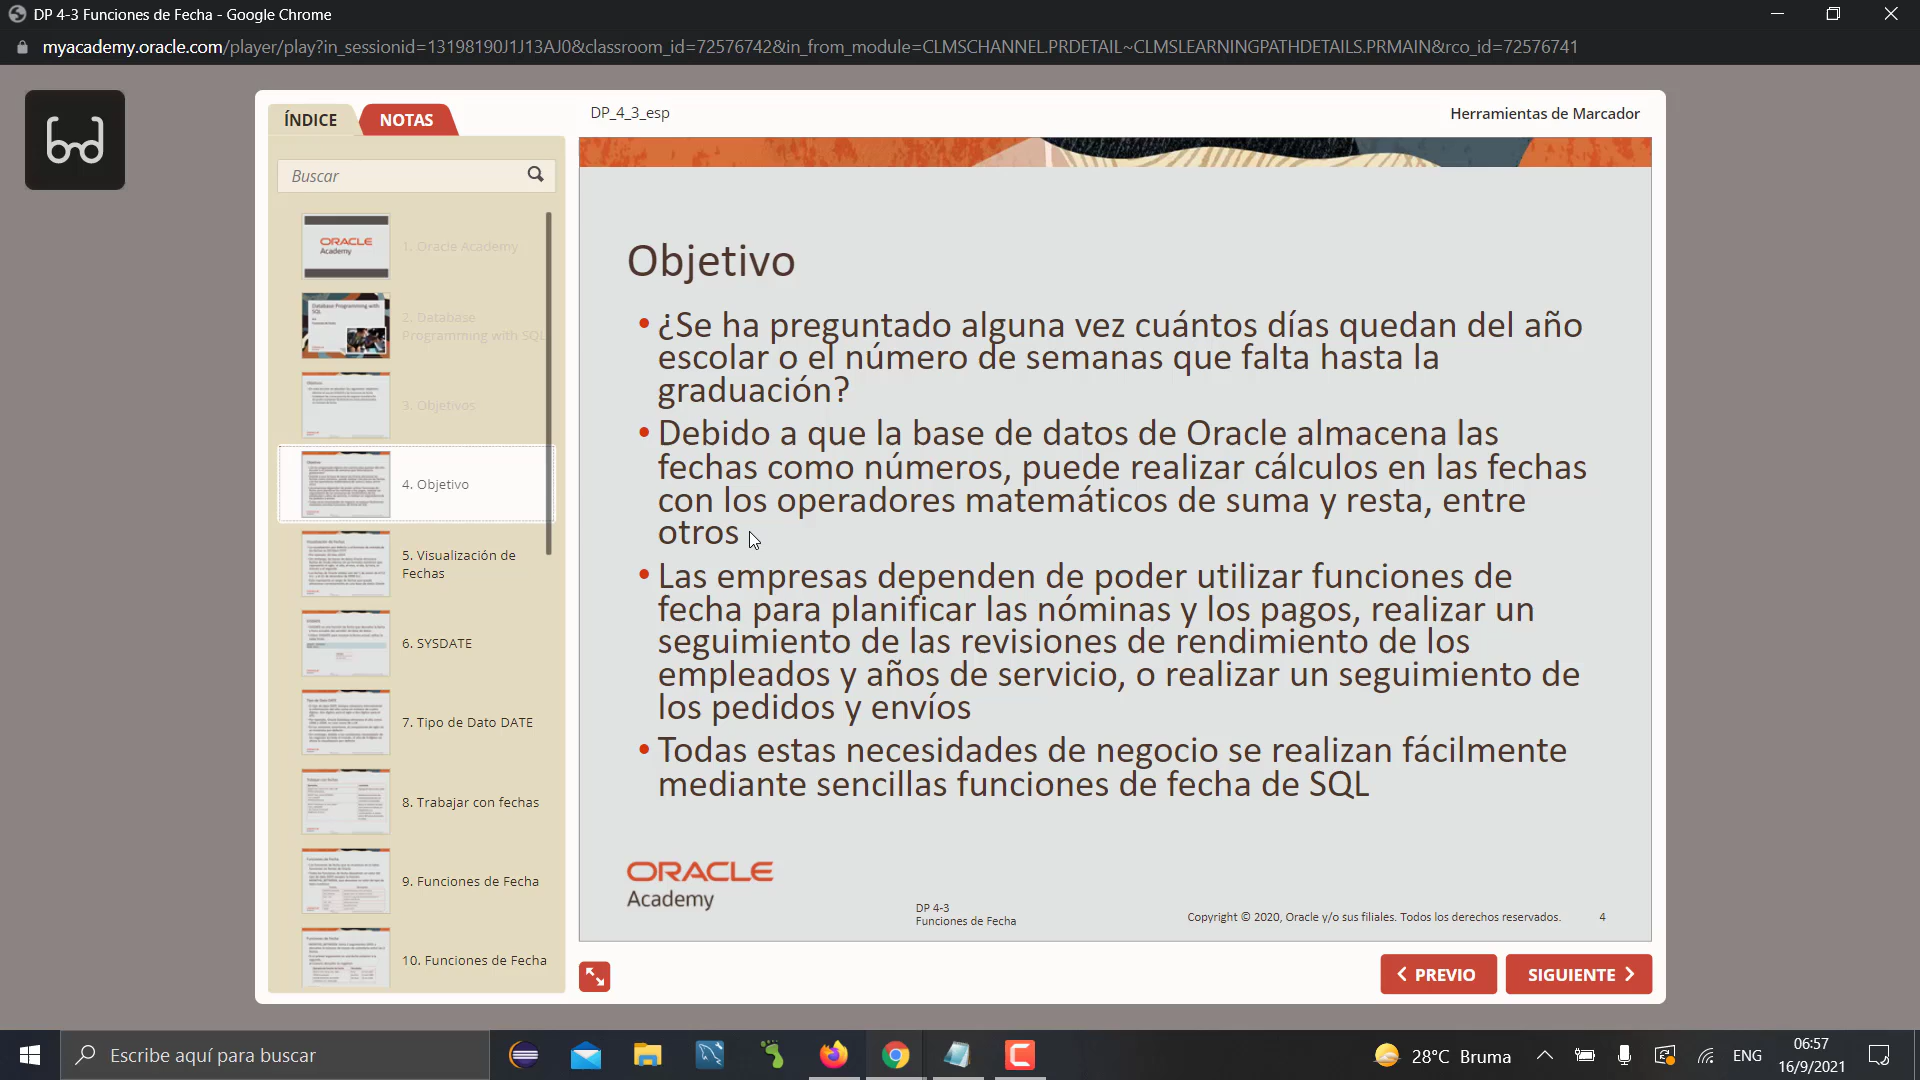 DP 4-3 Funciones de Fecha - Google Chrome
myacademy.oracle.com/player/play?in_sessionid=13198190J1J13AJ0&classroom_id=72576742&in_from_module=CLMSCHANNEL.PRDETAIL~CLMSLEARNINGPATHDETAILS.PRMAIN&rco_id=72576741
ÍNDICE
NOTAS
DP_4_3_esp
Herramientas de Marcador
Buscar
ORACLE
Academy
1. Oracle Academy
Database Programming with SQL
2. Database
Programming with SQL
3. Objetivos
4. Objetivo
5. Visualización de
Fechas
6. SYSDATE
7. Tipo de Dato DATE
8. Trabajar con fechas
9. Funciones de Fecha
10. Funciones de Fecha
Objetivo
•¿Se ha preguntado alguna vez cuántos días quedan del año
escolar o el número de semanas que falta hasta la
graduación?
•Debido a que la base de datos de Oracle almacena las
fechas como números, puede realizar cálculos en las fechas
con los operadores matemáticos de suma y resta, entre
otros
•Las empresas dependen de poder utilizar funciones de
fecha para planificar las nóminas y los pagos, realizar un
seguimiento de las revisiones de rendimiento de los
empleados y años de servicio, o realizar un seguimiento de
los pedidos y envíos
•Todas estas necesidades de negocio se realizan fácilmente
mediante sencillas funciones de fecha de SQL
ORACLE
Academy
DP 4-3
Funciones de Fecha
Copyright © 2020, Oracle y/o sus filiales. Todos los derechos reservados.
4
PREVIO
SIGUIENTE
Escribe aquí para buscar
28°C Bruma
ENG
06:57
16/9/2021